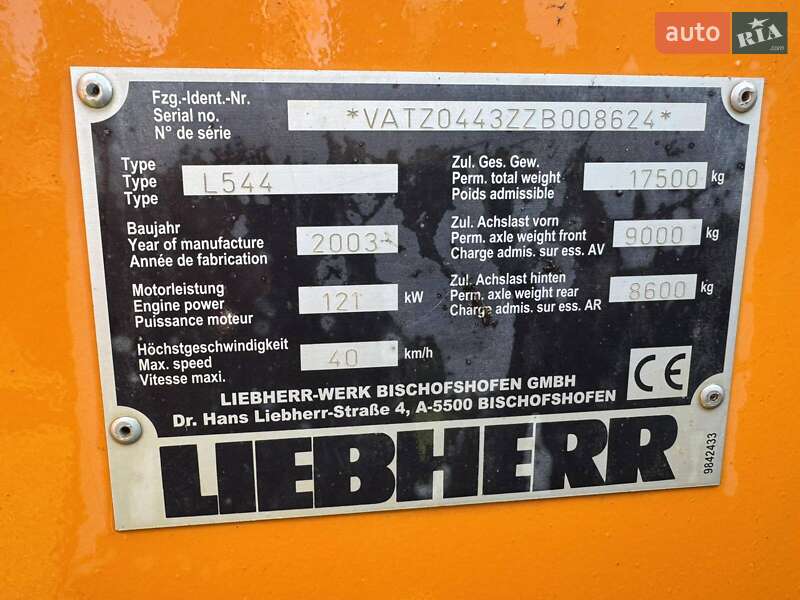 auto RIA .com
Fzg.-Ident.-Nr.
Serial no.
N° de série
*VATZ0443ZZB008624*
Type
Type
Type
L544
Baujahr
Year of manufacture
Année de fabrication
2003
Motorleistung
Engine power
Puissance moteur
121 kW
Höchstgeschwindigkeit
Max. speed
Vitesse maxi.
40 km/h
Zul. Ges. Gew.
Perm. total weight
Poids admissible
17500 kg
Zul. Achslast vorn
Perm. axle weight front
Charge admis. sur ess. AV
9000 kg
Zul. Achslast hinten
Perm. axle weight rear
Charge admis. sur ess. AR
8600 kg
CE
LIEBHERR-WERK BISCHOFSHOFEN GMBH
Dr. Hans Liebherr-Straße 4, A-5500 BISCHOFSHOFEN
LIEBHERR
9842433